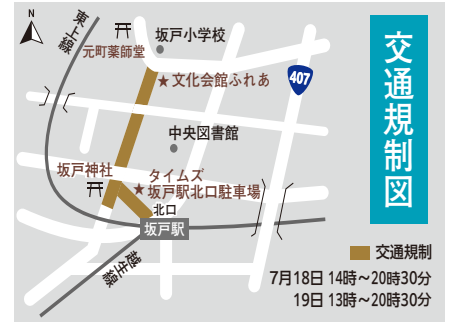 N
東上線
元町薬師堂
坂戸小学校
★文化会館ふれあ
407
中央図書館
坂戸神社
タイムズ
★坂戸駅北口駐車場
北口
坂戸駅
越生線
交通規制図
交通規制
7月18日 14時～20時30分
19日 13時～20時30分